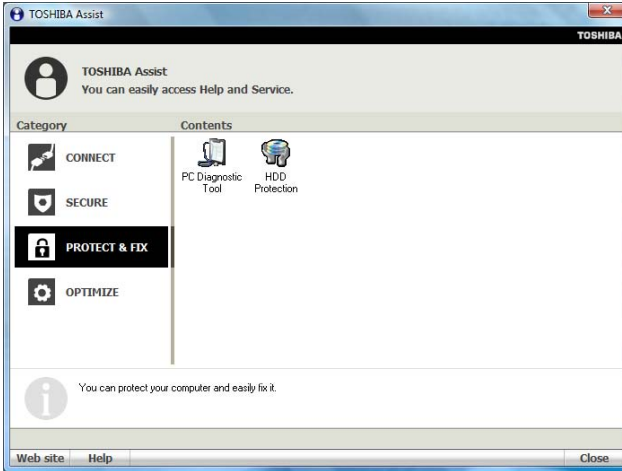 TOSHIBA Assist
TOSHIBA
TOSHIBA Assist
You can easily access Help and Service.
Category
Contents
CONNECT
SECURE
PROTECT & FIX
OPTIMIZE
PC Diagnostic
Tool
HDD
Protection
You can protect your computer and easily fix it.
Web site
Help
Close